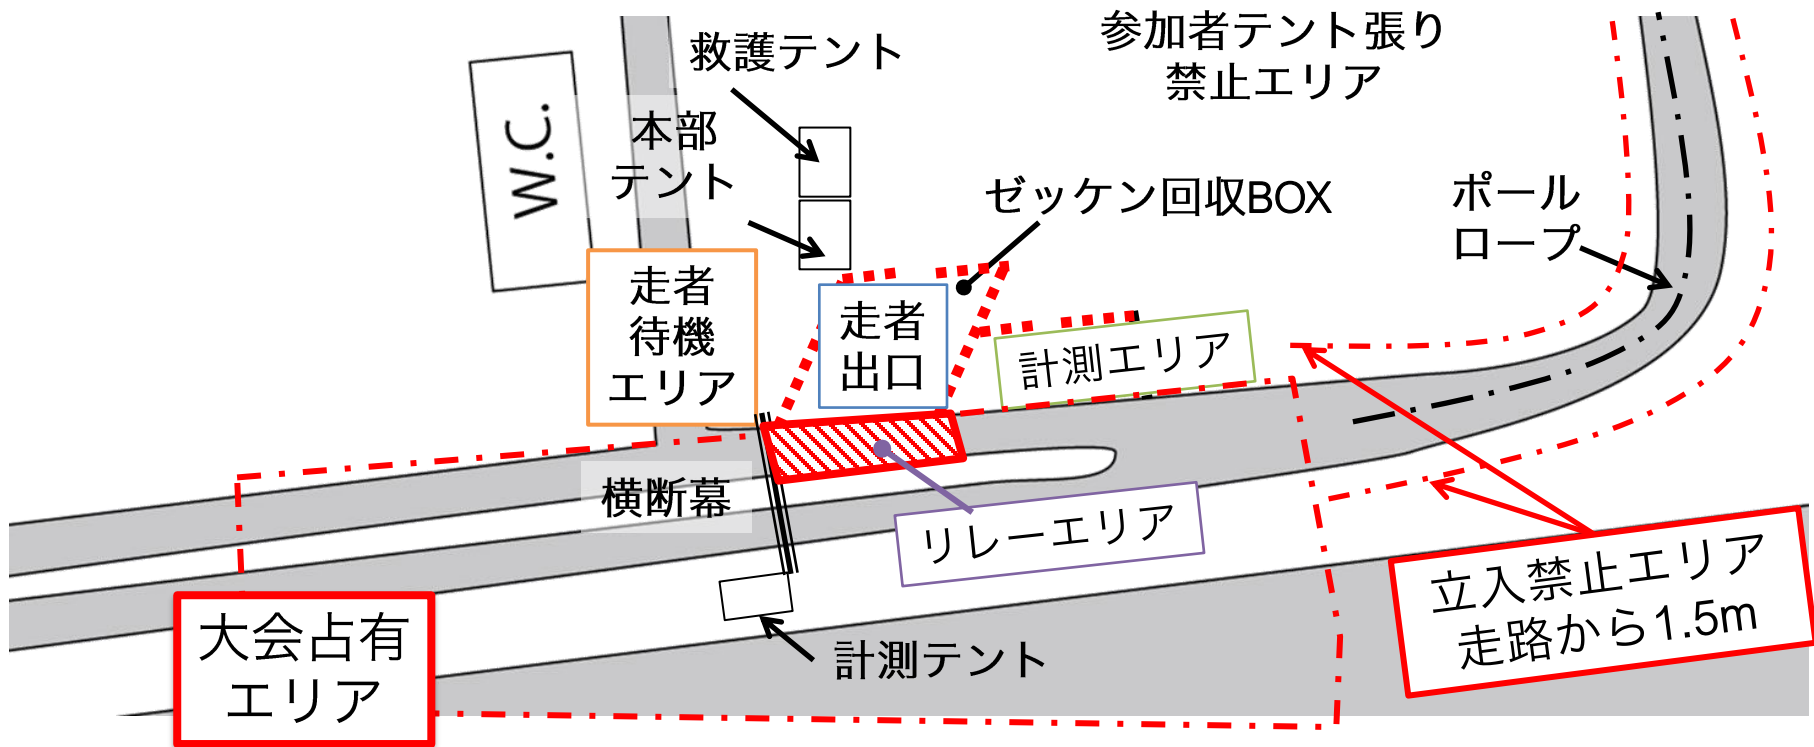 参加者テント張り
禁止エリア
救護テント
W.C.
本部
テント
ゼッケン回収BOX
ポール
ロープ
走者
待機
エリア
走者
出口
計測エリア
横断幕
リレーエリア
立入禁止エリア
走路から1.5m
大会占有
エリア
計測テント